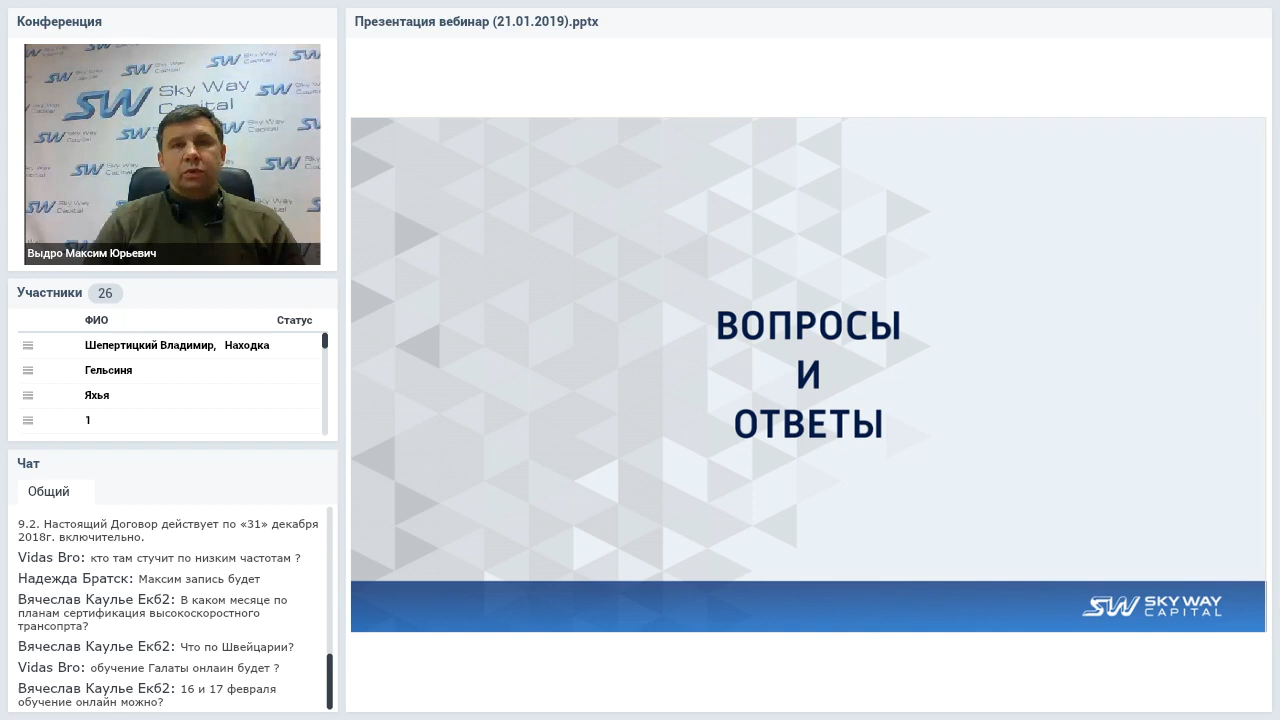 Конференция
Sky Way
Capital
Выдро Максим Юрьевич
Участники 26
ФИО Статус
Шепертицкий Владимир, Находка
Гельсиня
Яхья
1
Чат
Общий
9.2. Настоящий Договор действует по «31» декабря
2018г. включительно.
Vidas Bro: кто там стучит по низким частотам ?
Надежда Братск: Максим запись будет
Вячеслав Каулье Екб2: В каком месяце по
планам сертификация высокоскоростного
трансопрта?
Вячеслав Каулье Екб2: Что по Швейцарии?
Vidas Bro: обучение Галаты онлаин будет ?
Вячеслав Каулье Екб2: 16 и 17 февраля
обучение онлайн можно?
Презентация вебинар (21.01.2019).pptx
ВОПРОСЫ
И
ОТВЕТЫ
SW SKY WAY
CAPITAL